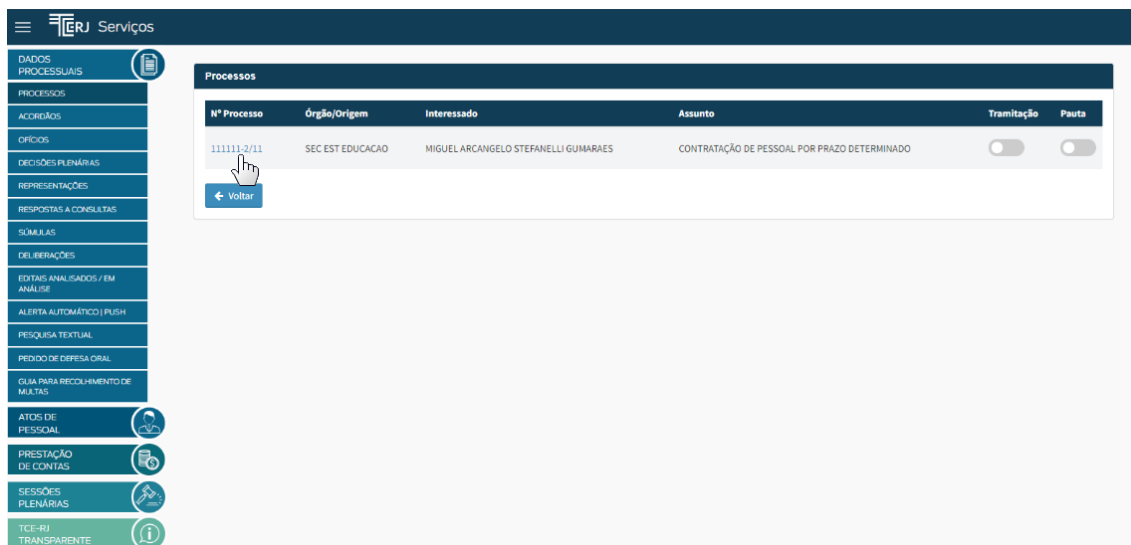 TCERJ Serviços
DADOS
PROCESSUAIS
PROCESSOS
ACORDÃOS
OFÍCIOS
DECISÕES PLENÁRIAS
REPRESENTAÇÕES
RESPOSTAS A CONSULTAS
SÚMULAS
DELIBERAÇÕES
EDITAIS ANALISADOS / EM
ANÁLISE
ALERTA AUTOMÁTICO | PUSH
PESQUISA TEXTUAL
PEDIDO DE DEFESA ORAL
GUIA PARA RECOLHIMENTO DE
MULTAS
ATOS DE
PESSOAL
PRESTAÇÃO
DE CONTAS
SESSÕES
PLENÁRIAS
TCE-RJ
TRANSPARENTE
Processos
Nº Processo Órgão/Origem Interessado Assunto Tramitação Pauta
111111-2/11 SEC EST EDUCACAO MIGUEL ARCANGELO STEFANELLI GUMARAES CONTRATAÇÃO DE PESSOAL POR PRAZO DETERMINADO
Voltar